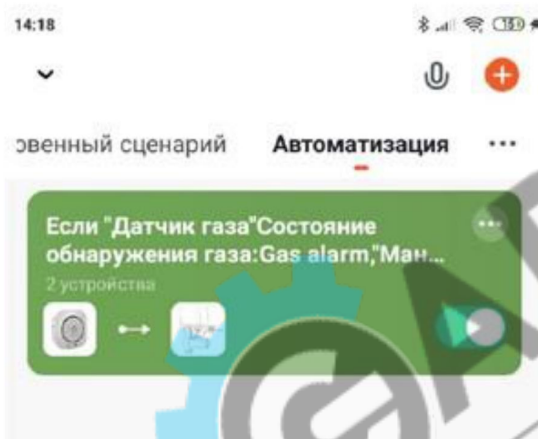 14:18
овенный сценарий Автоматизация
Если "Датчик газа"Состояние
обнаружения газа:Gas alarm,"Ман...
2 устройства